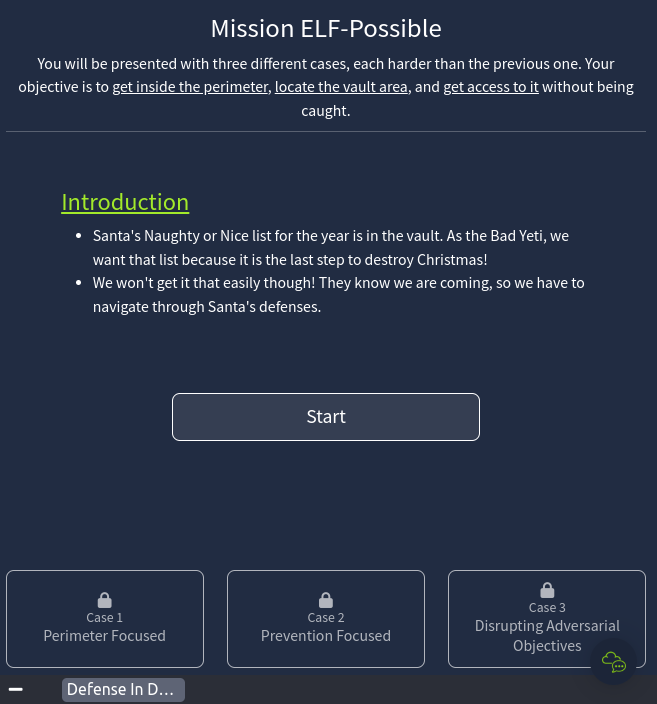 Mission ELF-Possible
You will be presented with three different cases, each harder than the previous one. Your
objective is to get inside the perimeter, locate the vault area, and get access to it without being
caught.
Introduction
• Santa's Naughty or Nice list for the year is in the vault. As the Bad Yeti, we
want that list because it is the last step to destroy Christmas!
• We won't get it that easily though! They know we are coming, so we have to
navigate through Santa's defenses.
Start
Case 1
Perimeter Focused
Case 2
Prevention Focused
Case 3
Disrupting Adversarial
Objectives
Defense In D...